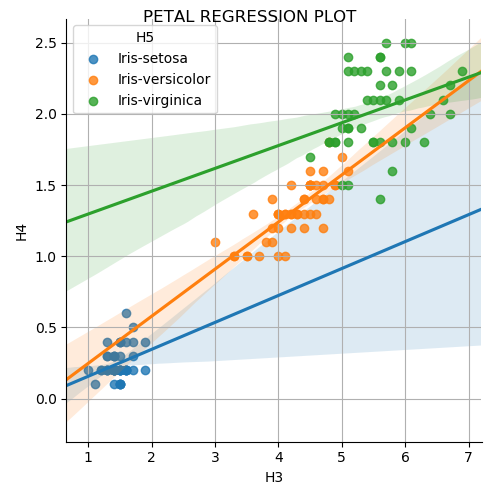 PETAL REGRESSION PLOT
H5
Iris-setosa
Iris-versicolor
Iris-virginica
H4
2.5
2.0
1.5
1.0
0.5
0.0
1 2 3 4 5 6 7
H3